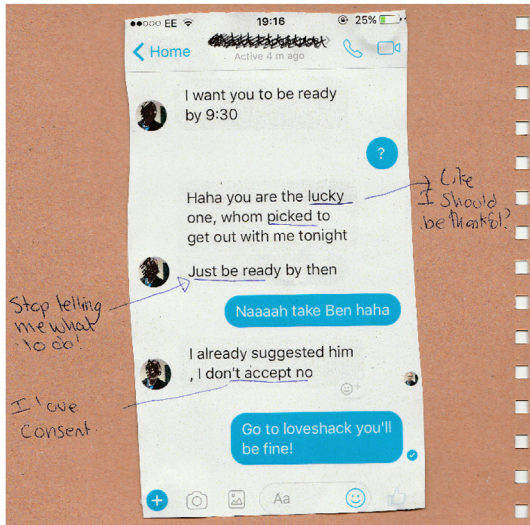 EE 19:16 25%
Home
Active 4 m ago
I want you to be ready
by 9:30
?
Haha you are the lucky
one, whom picked to
get out with me tonight
Like
I Should
be thankful?
Just be ready by then
Stop telling
me what
to do!
Naaaah take Ben haha
I already suggested him
, I don't accept no
I love
Consent
Go to loveshack you'll
be fine!
Aa